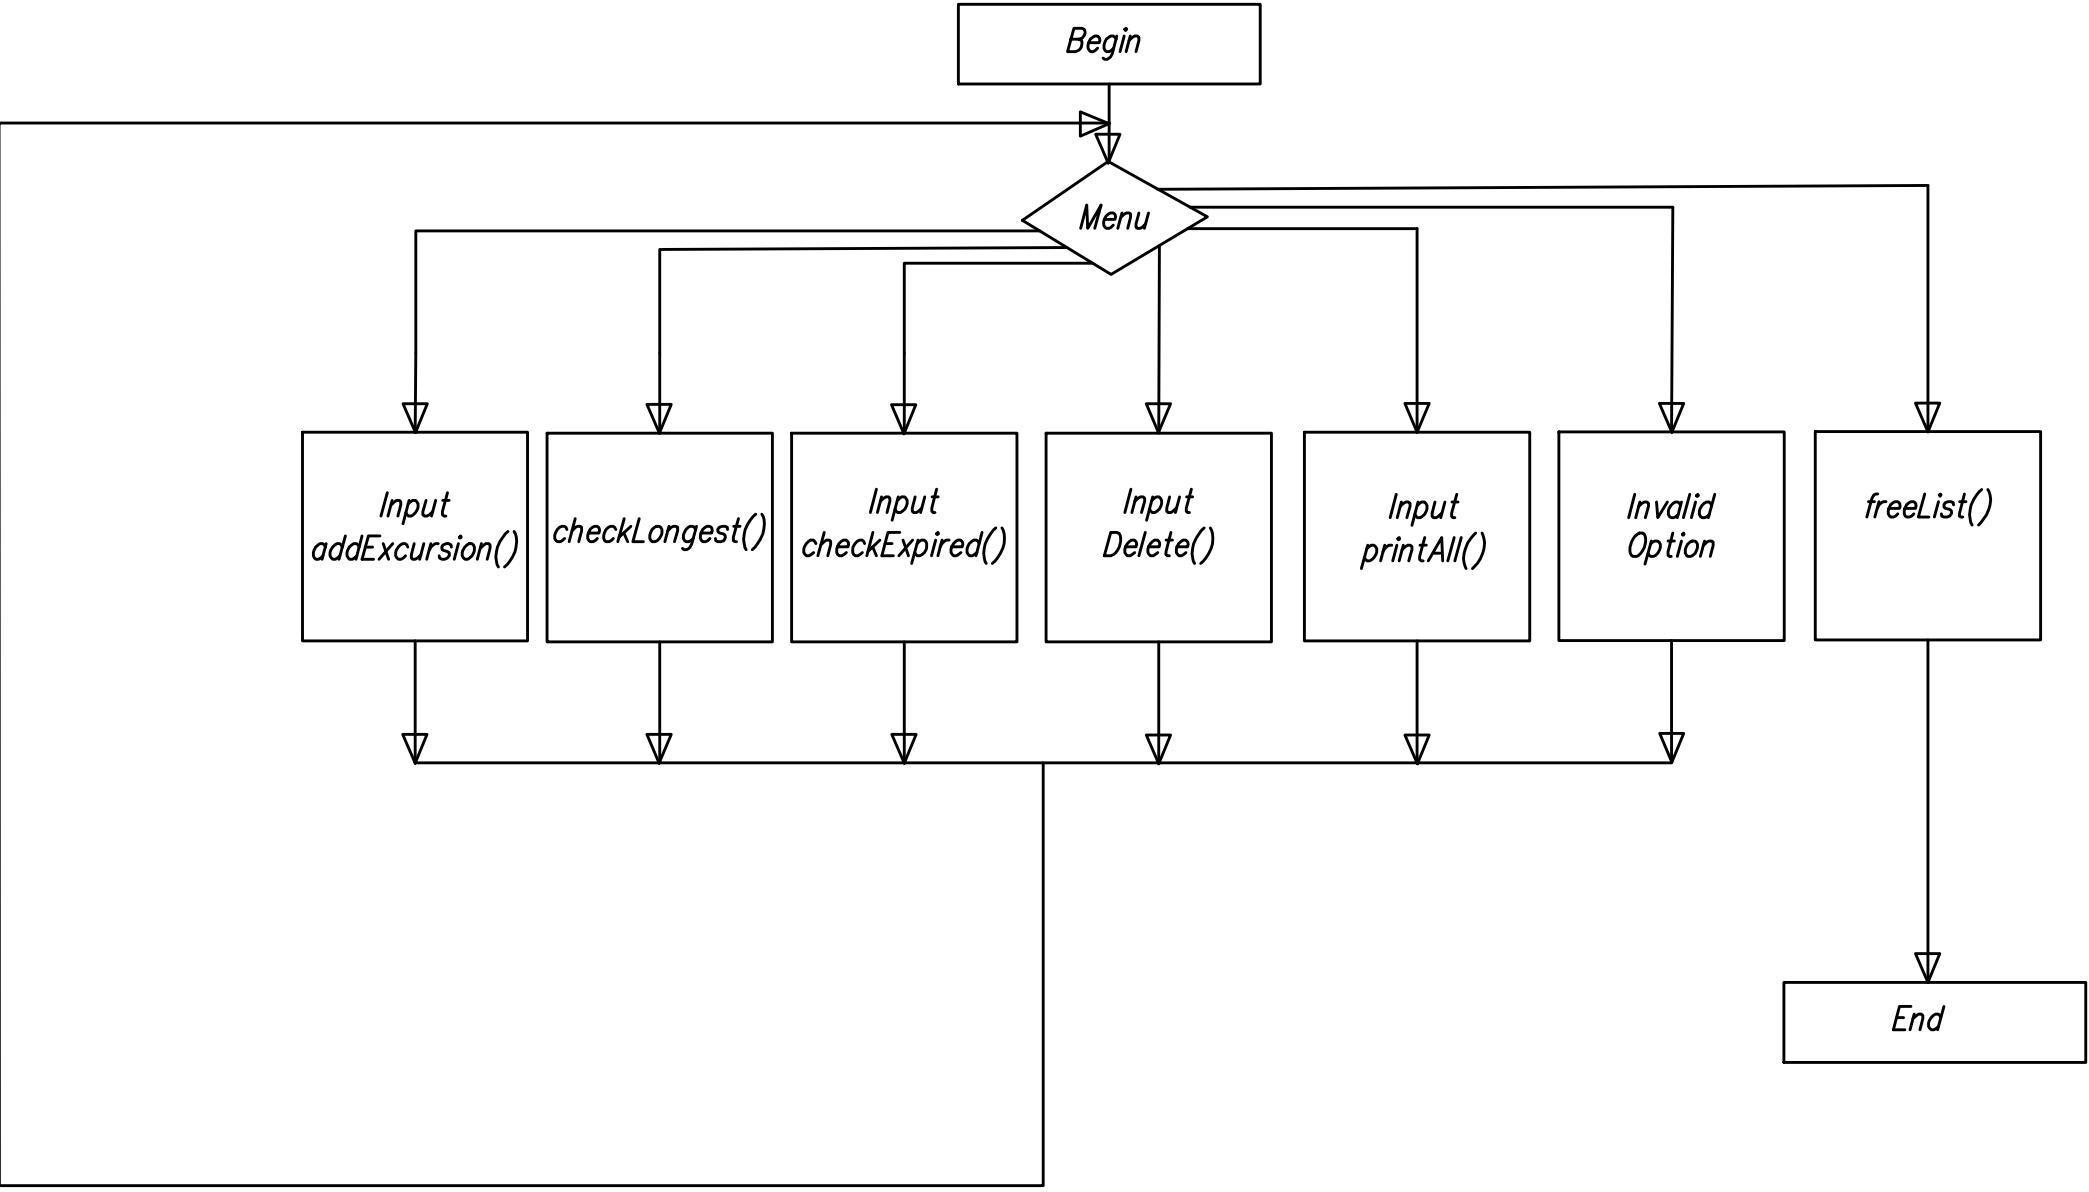 Begin
Menu
Input
addExcursion()
checkLongest()
Input
checkExpired()
Input
Delete()
Input
printAll()
Invalid
Option
freeList()
End